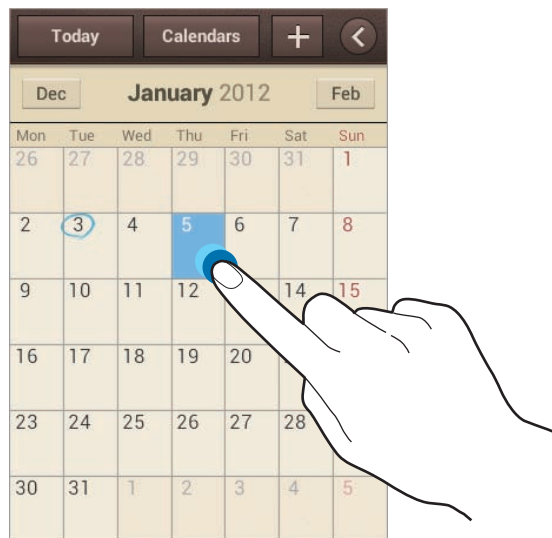 Today Calendars +
Dec January 2012 Feb
Mon Tue Wed Thu Fri Sat Sun
26 27 28 29 30 31 1
2 3 4 5 6 7 8
9 10 11 12 14 15
16 17 18 19 20
23 24 25 26 27 28
30 31 1 2 3 4 5